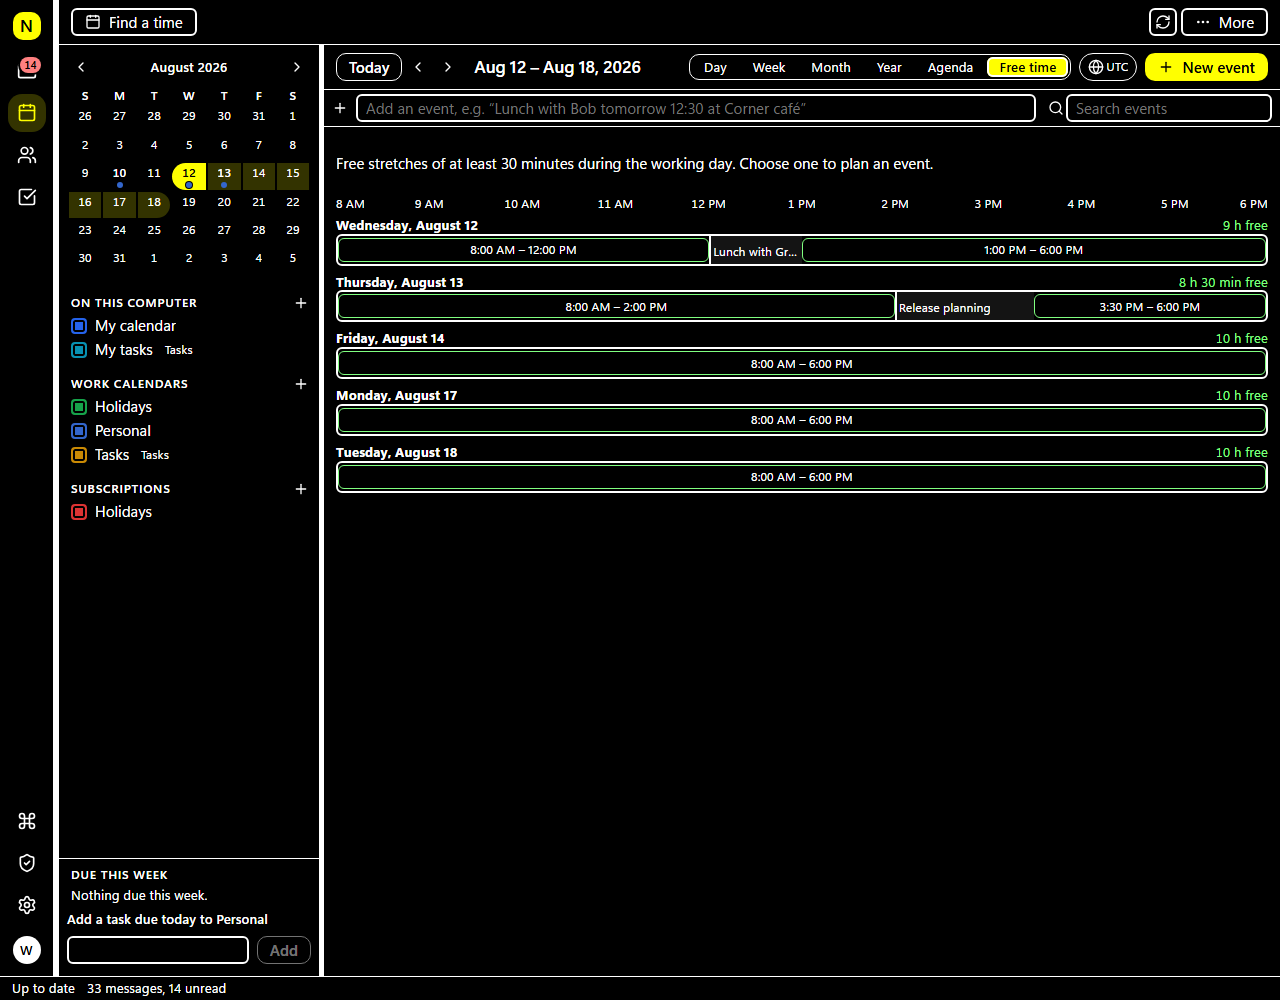 N
Find a time
More
14
August 2026
S M T W T F S
26 27 28 29 30 31 1
2 3 4 5 6 7 8
9 10 11 12 13 14 15
16 17 18 19 20 21 22
23 24 25 26 27 28 29
30 31 1 2 3 4 5
ON THIS COMPUTER
My calendar
My tasks Tasks
WORK CALENDARS
Holidays
Personal
Tasks Tasks
SUBSCRIPTIONS
Holidays
DUE THIS WEEK
Nothing due this week.
Add a task due today to Personal
Add
W
Today
Aug 12 – Aug 18, 2026
Day Week Month Year Agenda Free time
UTC
New event
Add an event, e.g. “Lunch with Bob tomorrow 12:30 at Corner café”
Search events
Free stretches of at least 30 minutes during the working day. Choose one to plan an event.
8 AM 9 AM 10 AM 11 AM 12 PM 1 PM 2 PM 3 PM 4 PM 5 PM 6 PM
Wednesday, August 12 9 h free
8:00 AM – 12:00 PM Lunch with Gr... 1:00 PM – 6:00 PM
Thursday, August 13 8 h 30 min free
8:00 AM – 2:00 PM Release planning 3:30 PM – 6:00 PM
Friday, August 14 10 h free
8:00 AM – 6:00 PM
Monday, August 17 10 h free
8:00 AM – 6:00 PM
Tuesday, August 18 10 h free
8:00 AM – 6:00 PM
Up to date 33 messages, 14 unread